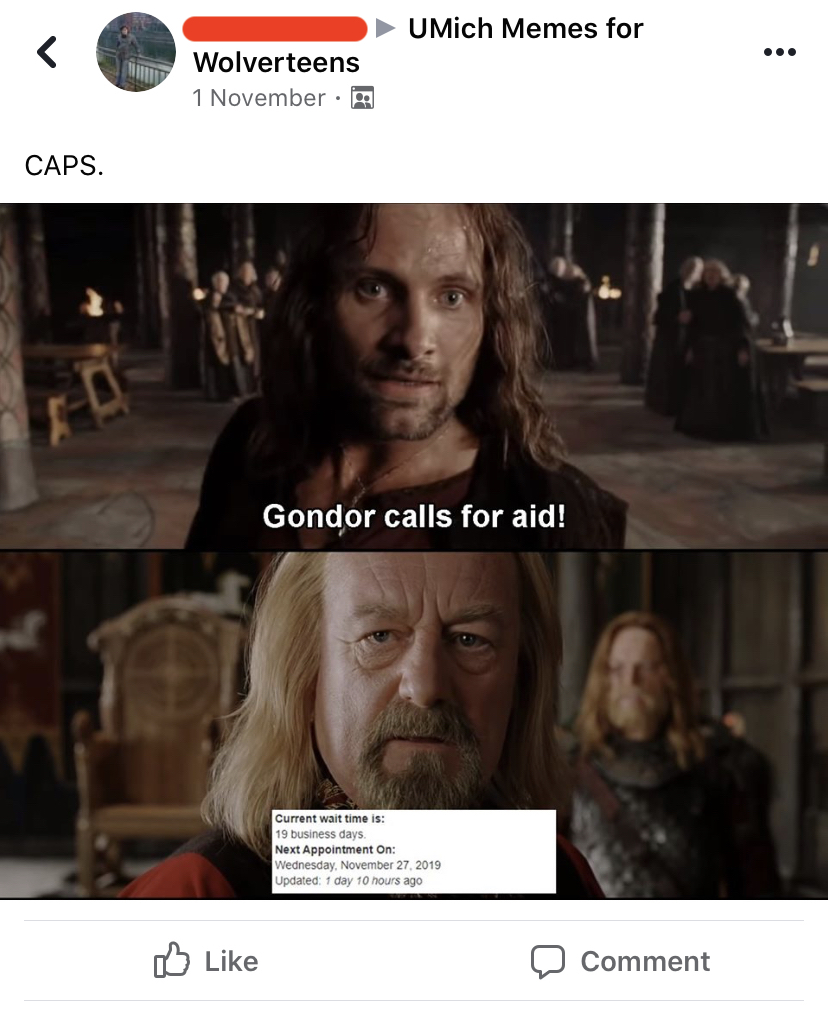 UMich Memes for
Wolverteens
1 November ·
CAPS.
Gondor calls for aid!
Current wait time is:
19 business days.
Next Appointment On:
Wednesday, November 27, 2019
Updated: 1 day 10 hours ago
Like
Comment